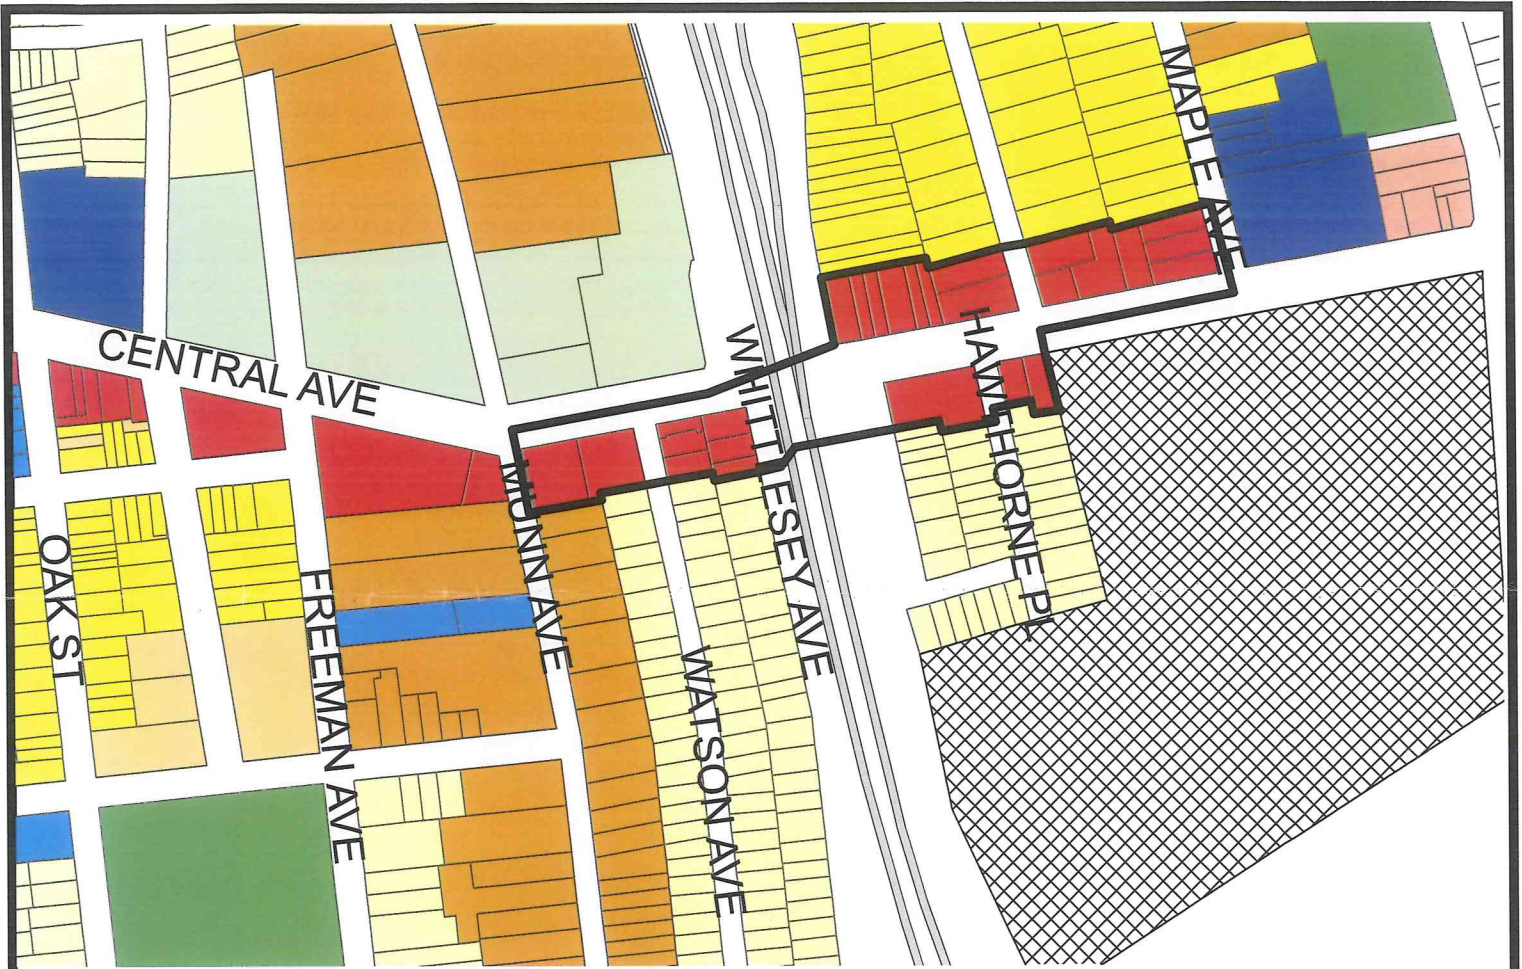 MAPLE AVE
CENTRAL AVE
WHITTLESEY AVE
HAWTHORNE PL
MUNN AVE
OAK ST
FREEMAN AVE
WATSON AVE